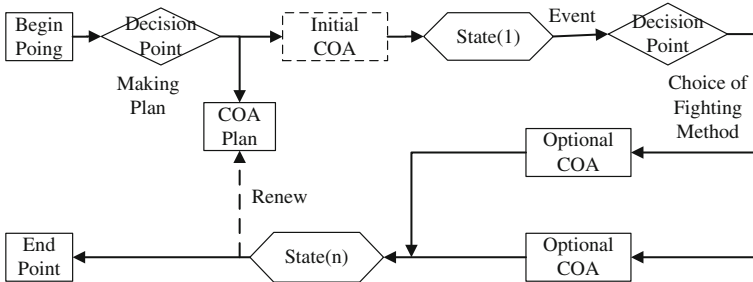 Begin
Poing
Decision
Point
Making
Plan
Initial
COA
State(1)
Event
Decision
Point
Choice of
Fighting
Method
COA
Plan
Optional
COA
Renew
End
Point
State(n)
Optional
COA